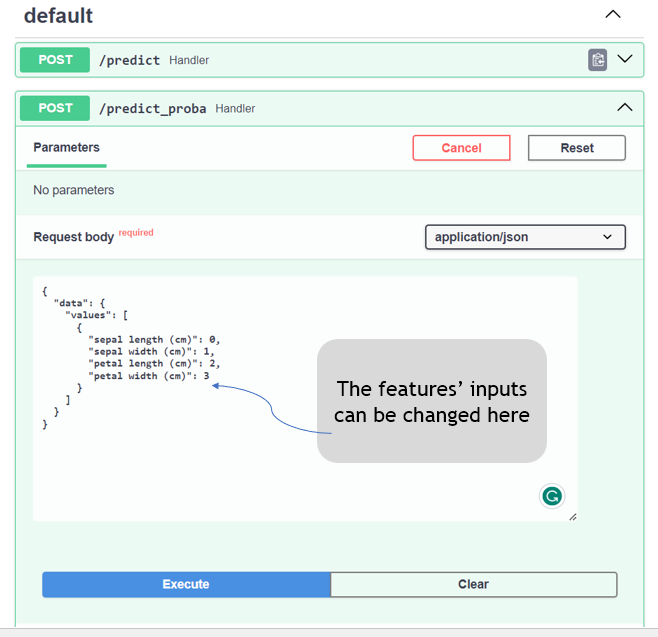 default
POST /predict Handler
POST /predict_proba Handler
Parameters
Cancel
Reset
No parameters
Request body required
application/json
{
"data": {
"values": [
{
"sepal length (cm)": 0,
"sepal width (cm)": 1,
"petal length (cm)": 2,
"petal width (cm)": 3
}
]
}
}
The features’ inputs
can be changed here
Execute
Clear